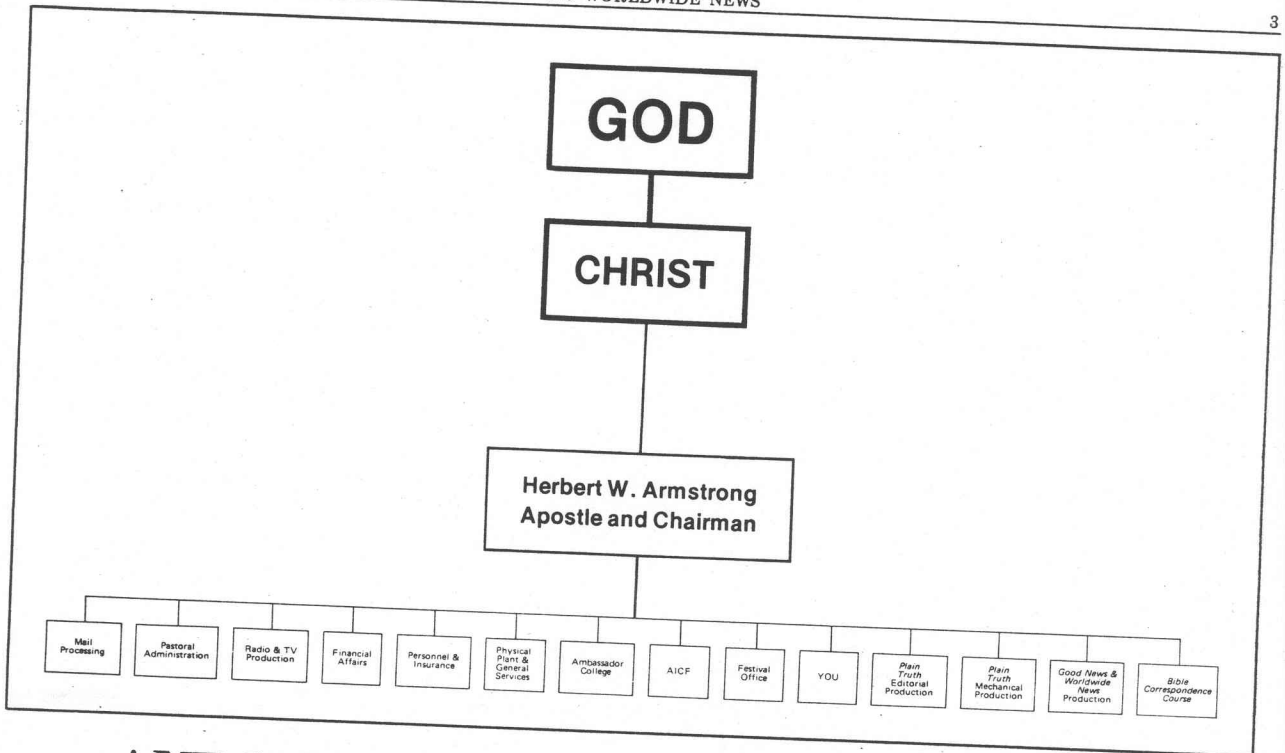 WORLDWIDE NEWS
3
GOD
CHRIST
Herbert W. Armstrong
Apostle and Chairman
Mail
Processing
Pastoral
Administration
Radio & TV
Production
Financial
Affairs
Personnel &
Insurance
Physical
Plant &
General
Services
Ambassador
College
AICF
Festival
Office
YOU
Plain
Truth
Editorial
Production
Plain
Truth
Mechanical
Production
Good News &
Worldwide
News
Production
Bible
Correspondence
Course